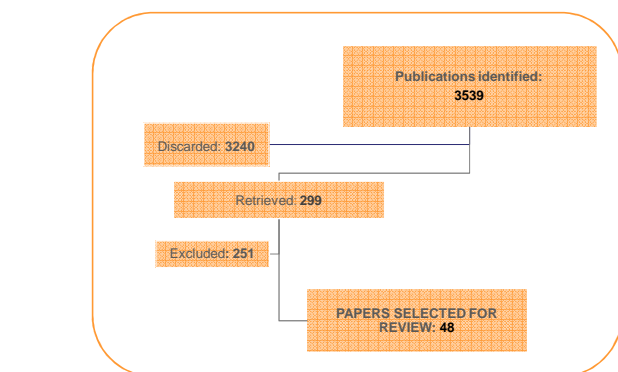 Publications identified:
3539
Discarded: 3240
Retrieved: 299
Excluded: 251
PAPERS SELECTED FOR
REVIEW: 48